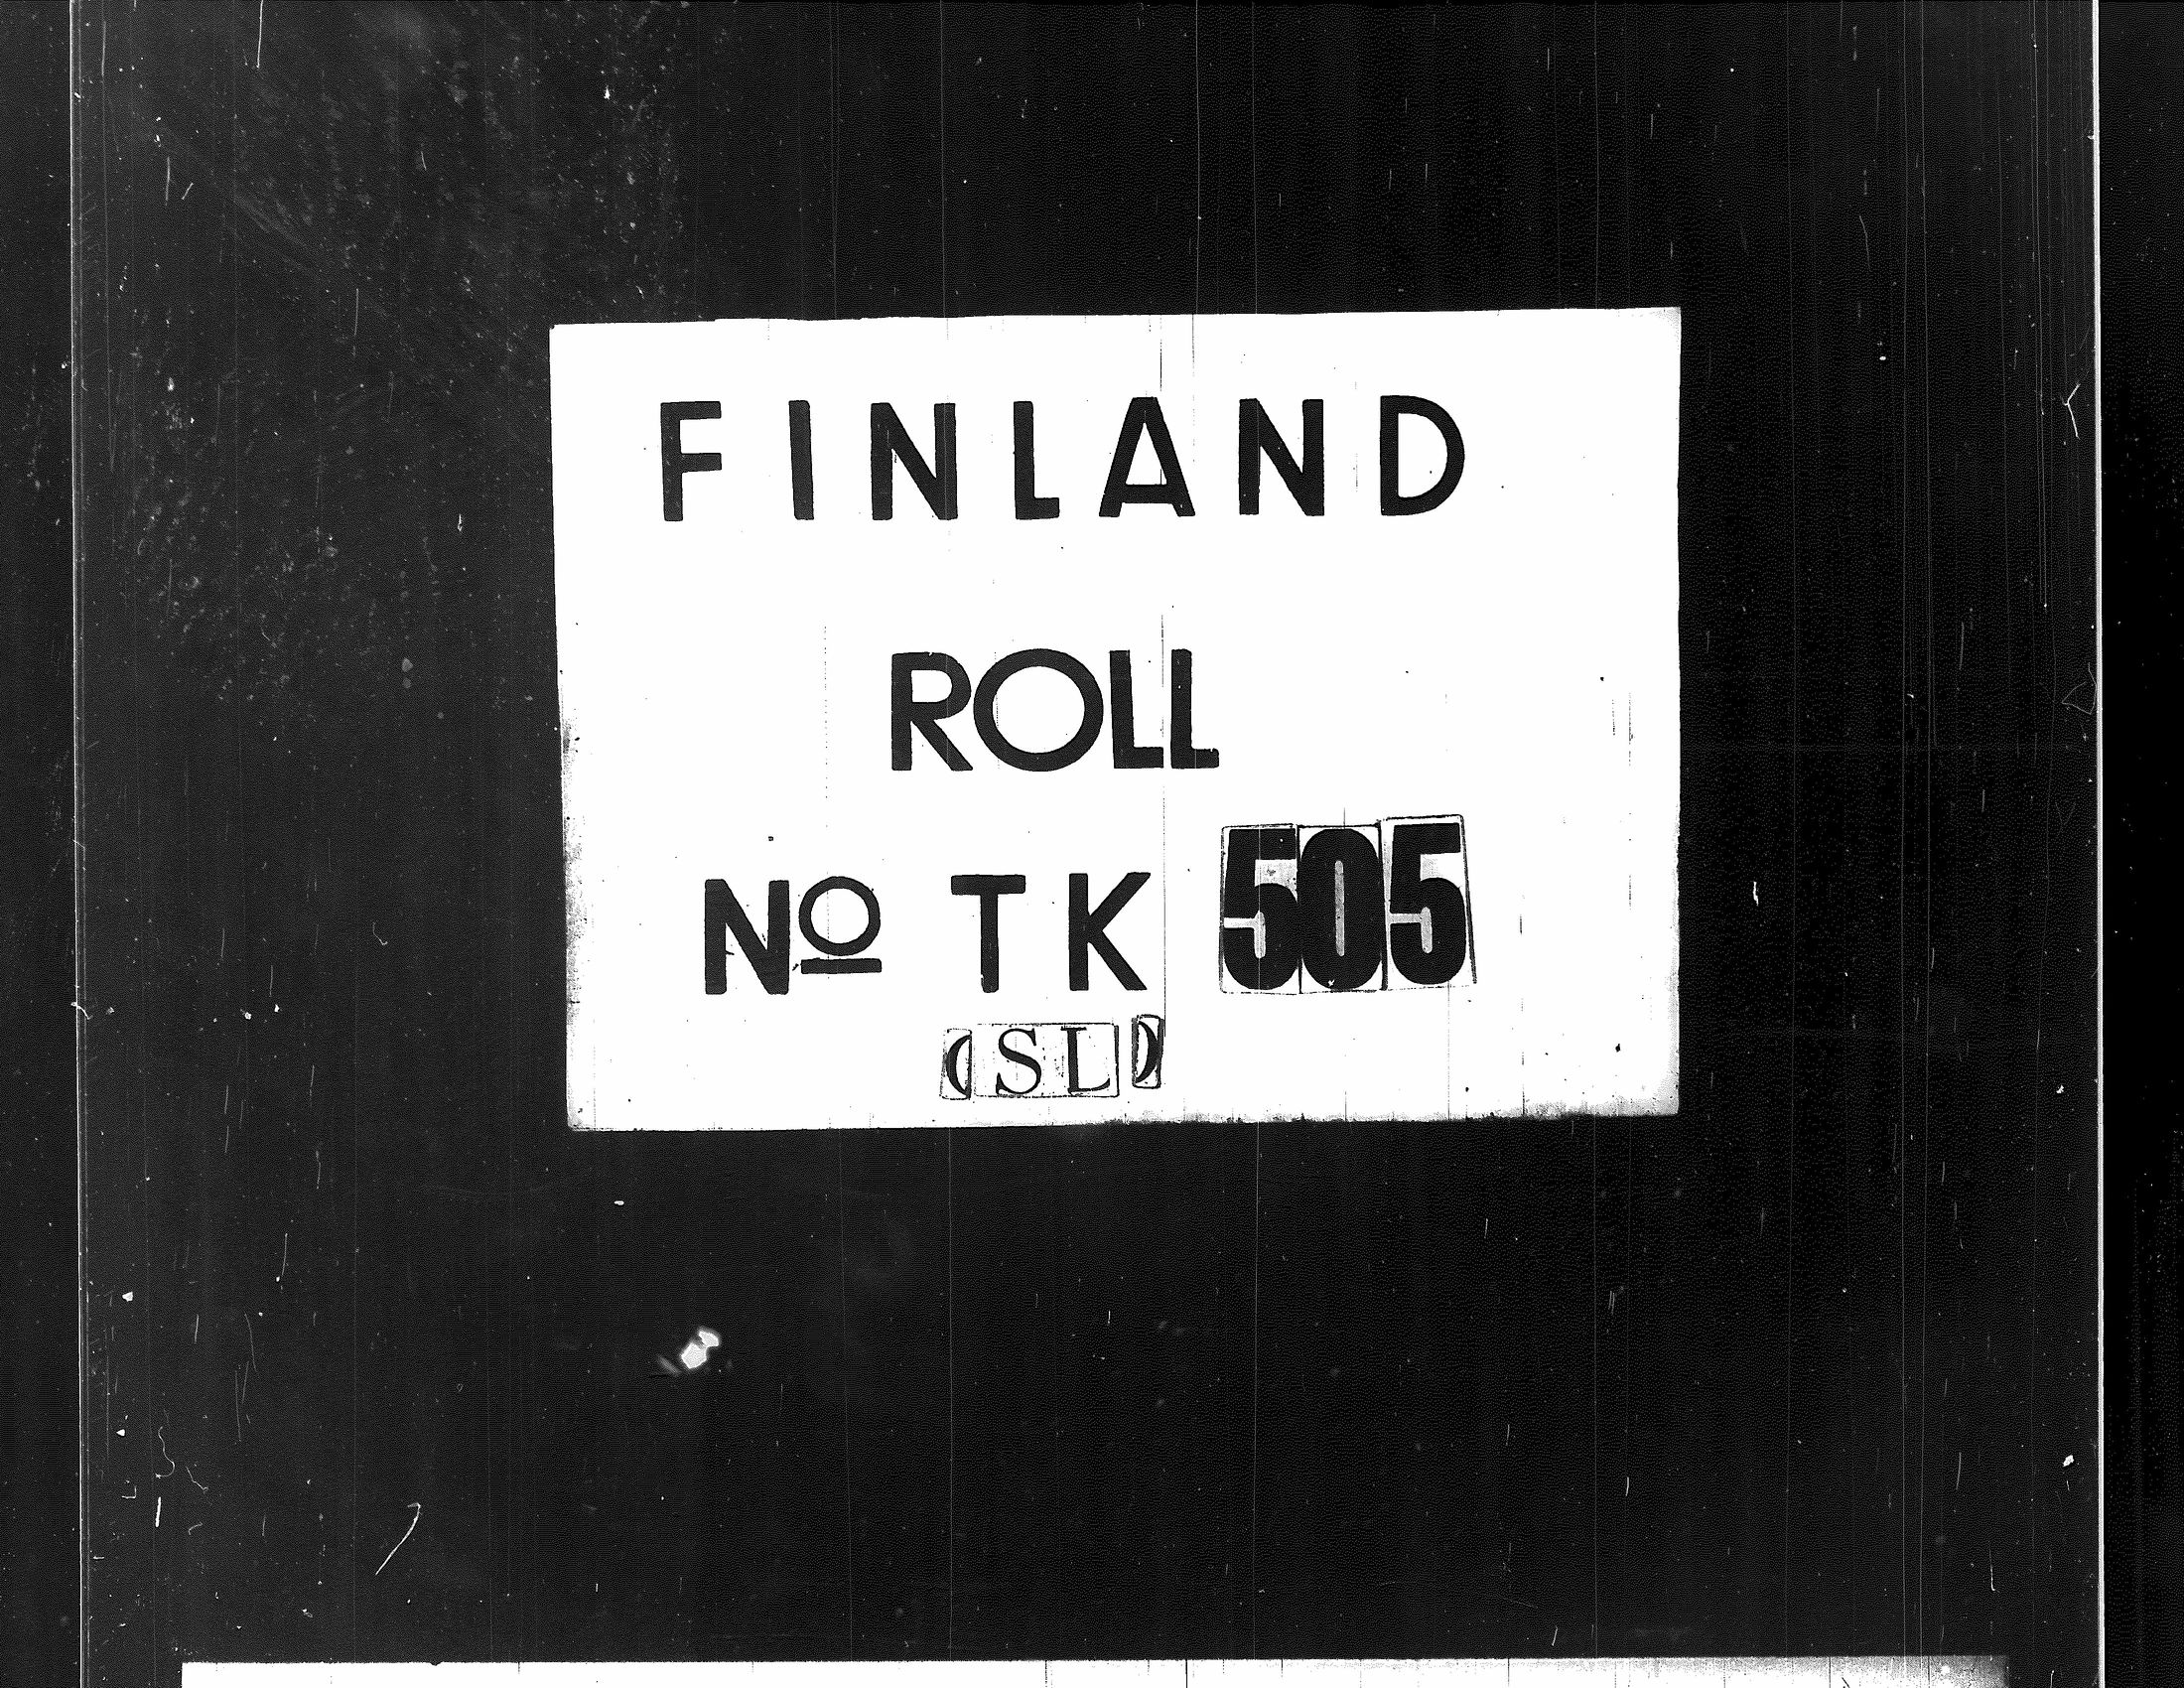 FINLAND
ROLL
Nº TK 505
(SL)